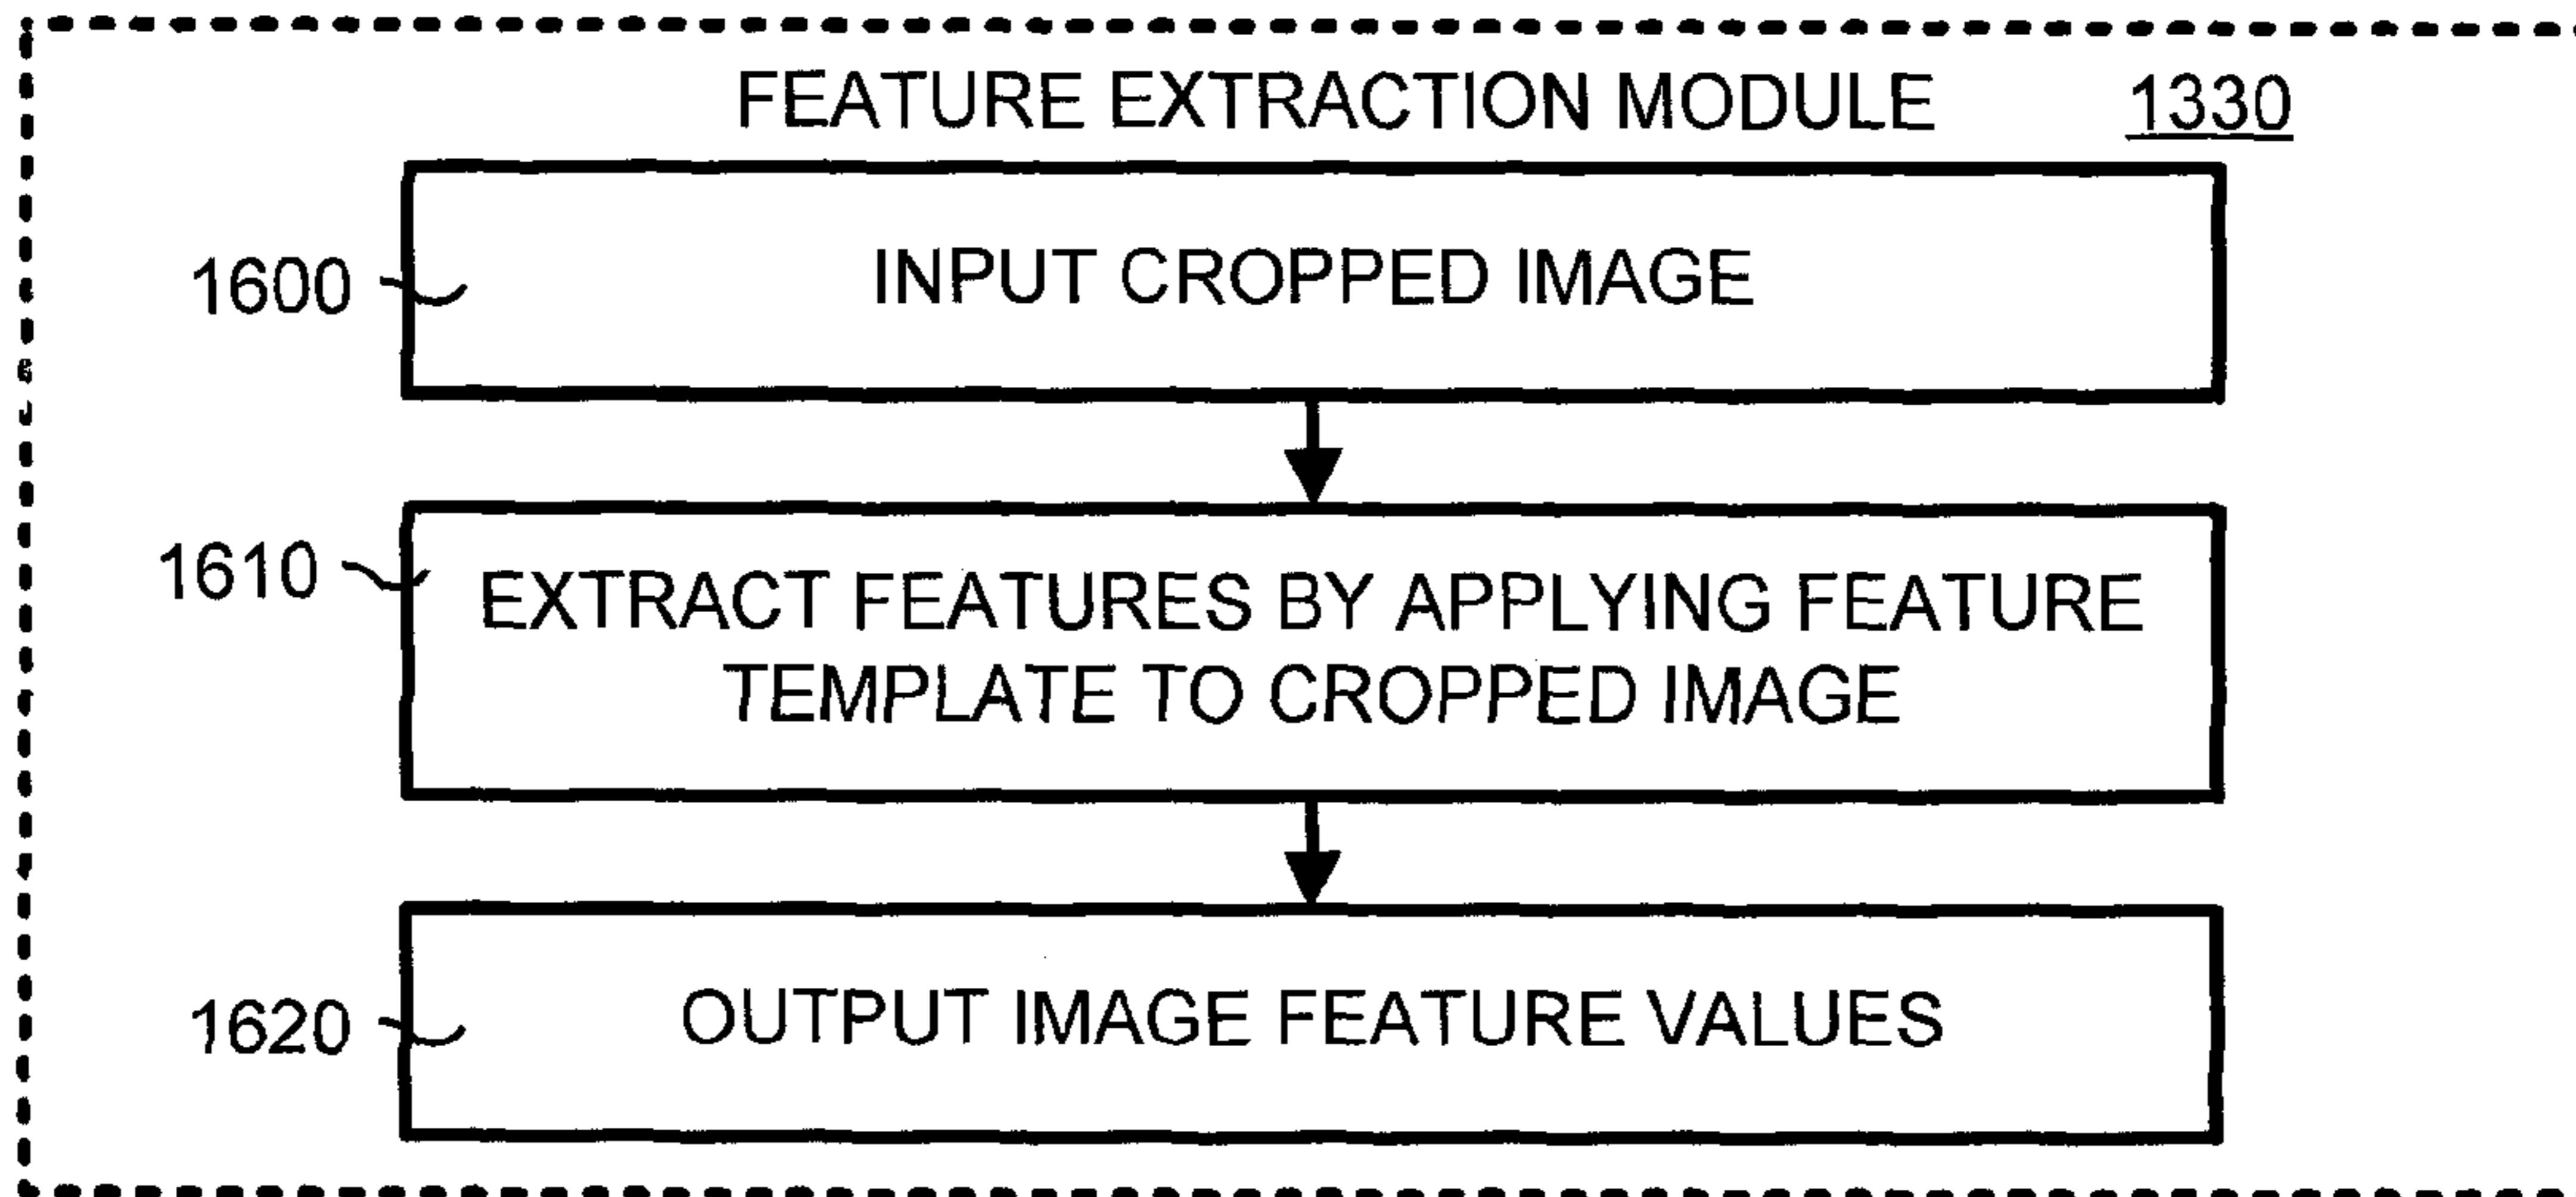 FEATURE EXTRACTION MODULE 1330
1600 INPUT CROPPED IMAGE
1610 EXTRACT FEATURES BY APPLYING FEATURE
TEMPLATE TO CROPPED IMAGE
1620 OUTPUT IMAGE FEATURE VALUES